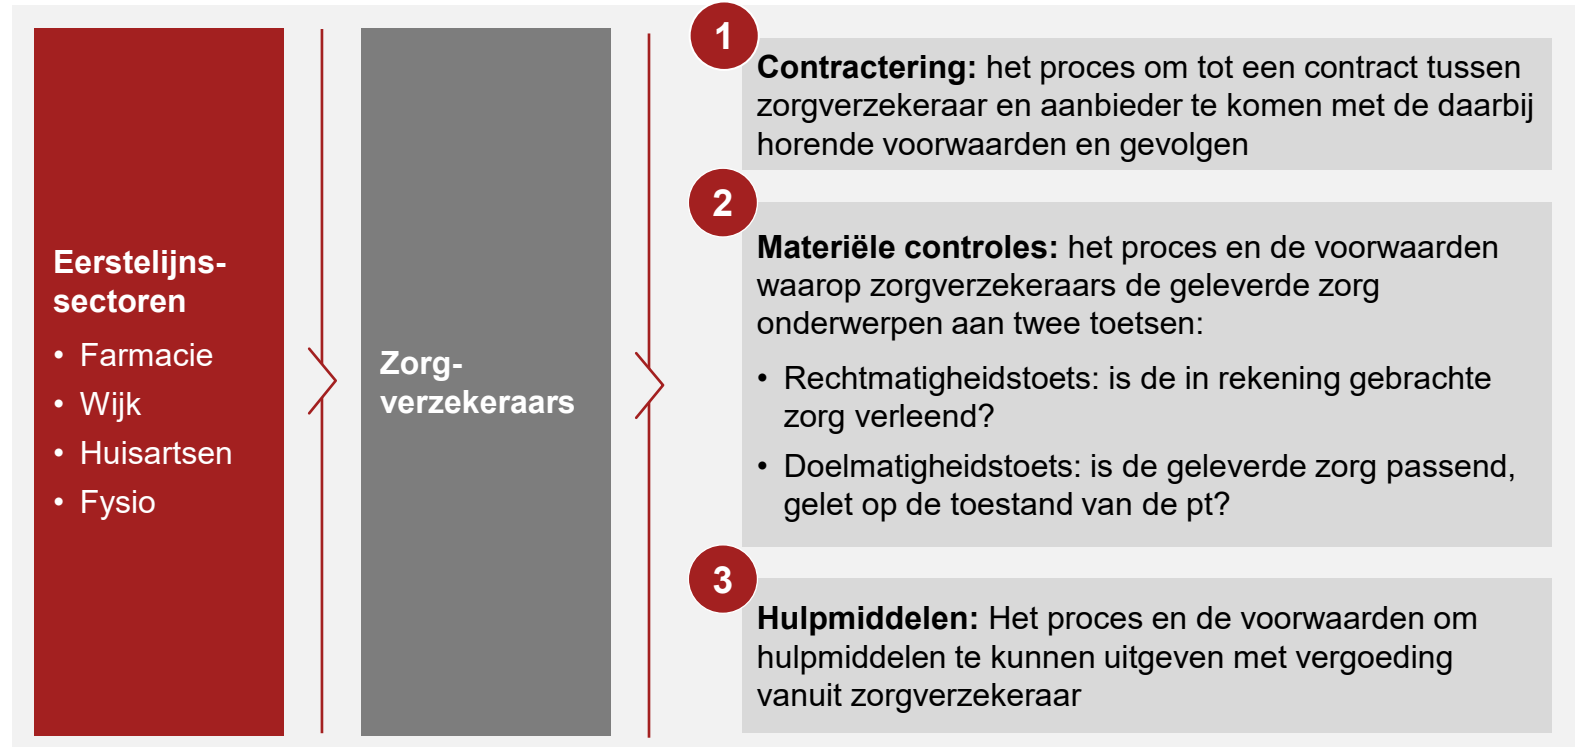 Eerstelijns-
sectoren
• Farmacie
• Wijk
• Huisartsen
• Fysio
Zorg-
verzekeraars
1
Contractering: het proces om tot een contract tussen
zorgverzekeraar en aanbieder te komen met de daarbij
horende voorwaarden en gevolgen
2
Materiële controles: het proces en de voorwaarden
waarop zorgverzekeraars de geleverde zorg
onderwerpen aan twee toetsen:
• Rechtmatigheidstoets: is de in rekening gebrachte
zorg verleend?
• Doelmatigheidstoets: is de geleverde zorg passend,
gelet op de toestand van de pt?
3
Hulpmiddelen: Het proces en de voorwaarden om
hulpmiddelen te kunnen uitgeven met vergoeding
vanuit zorgverzekeraar